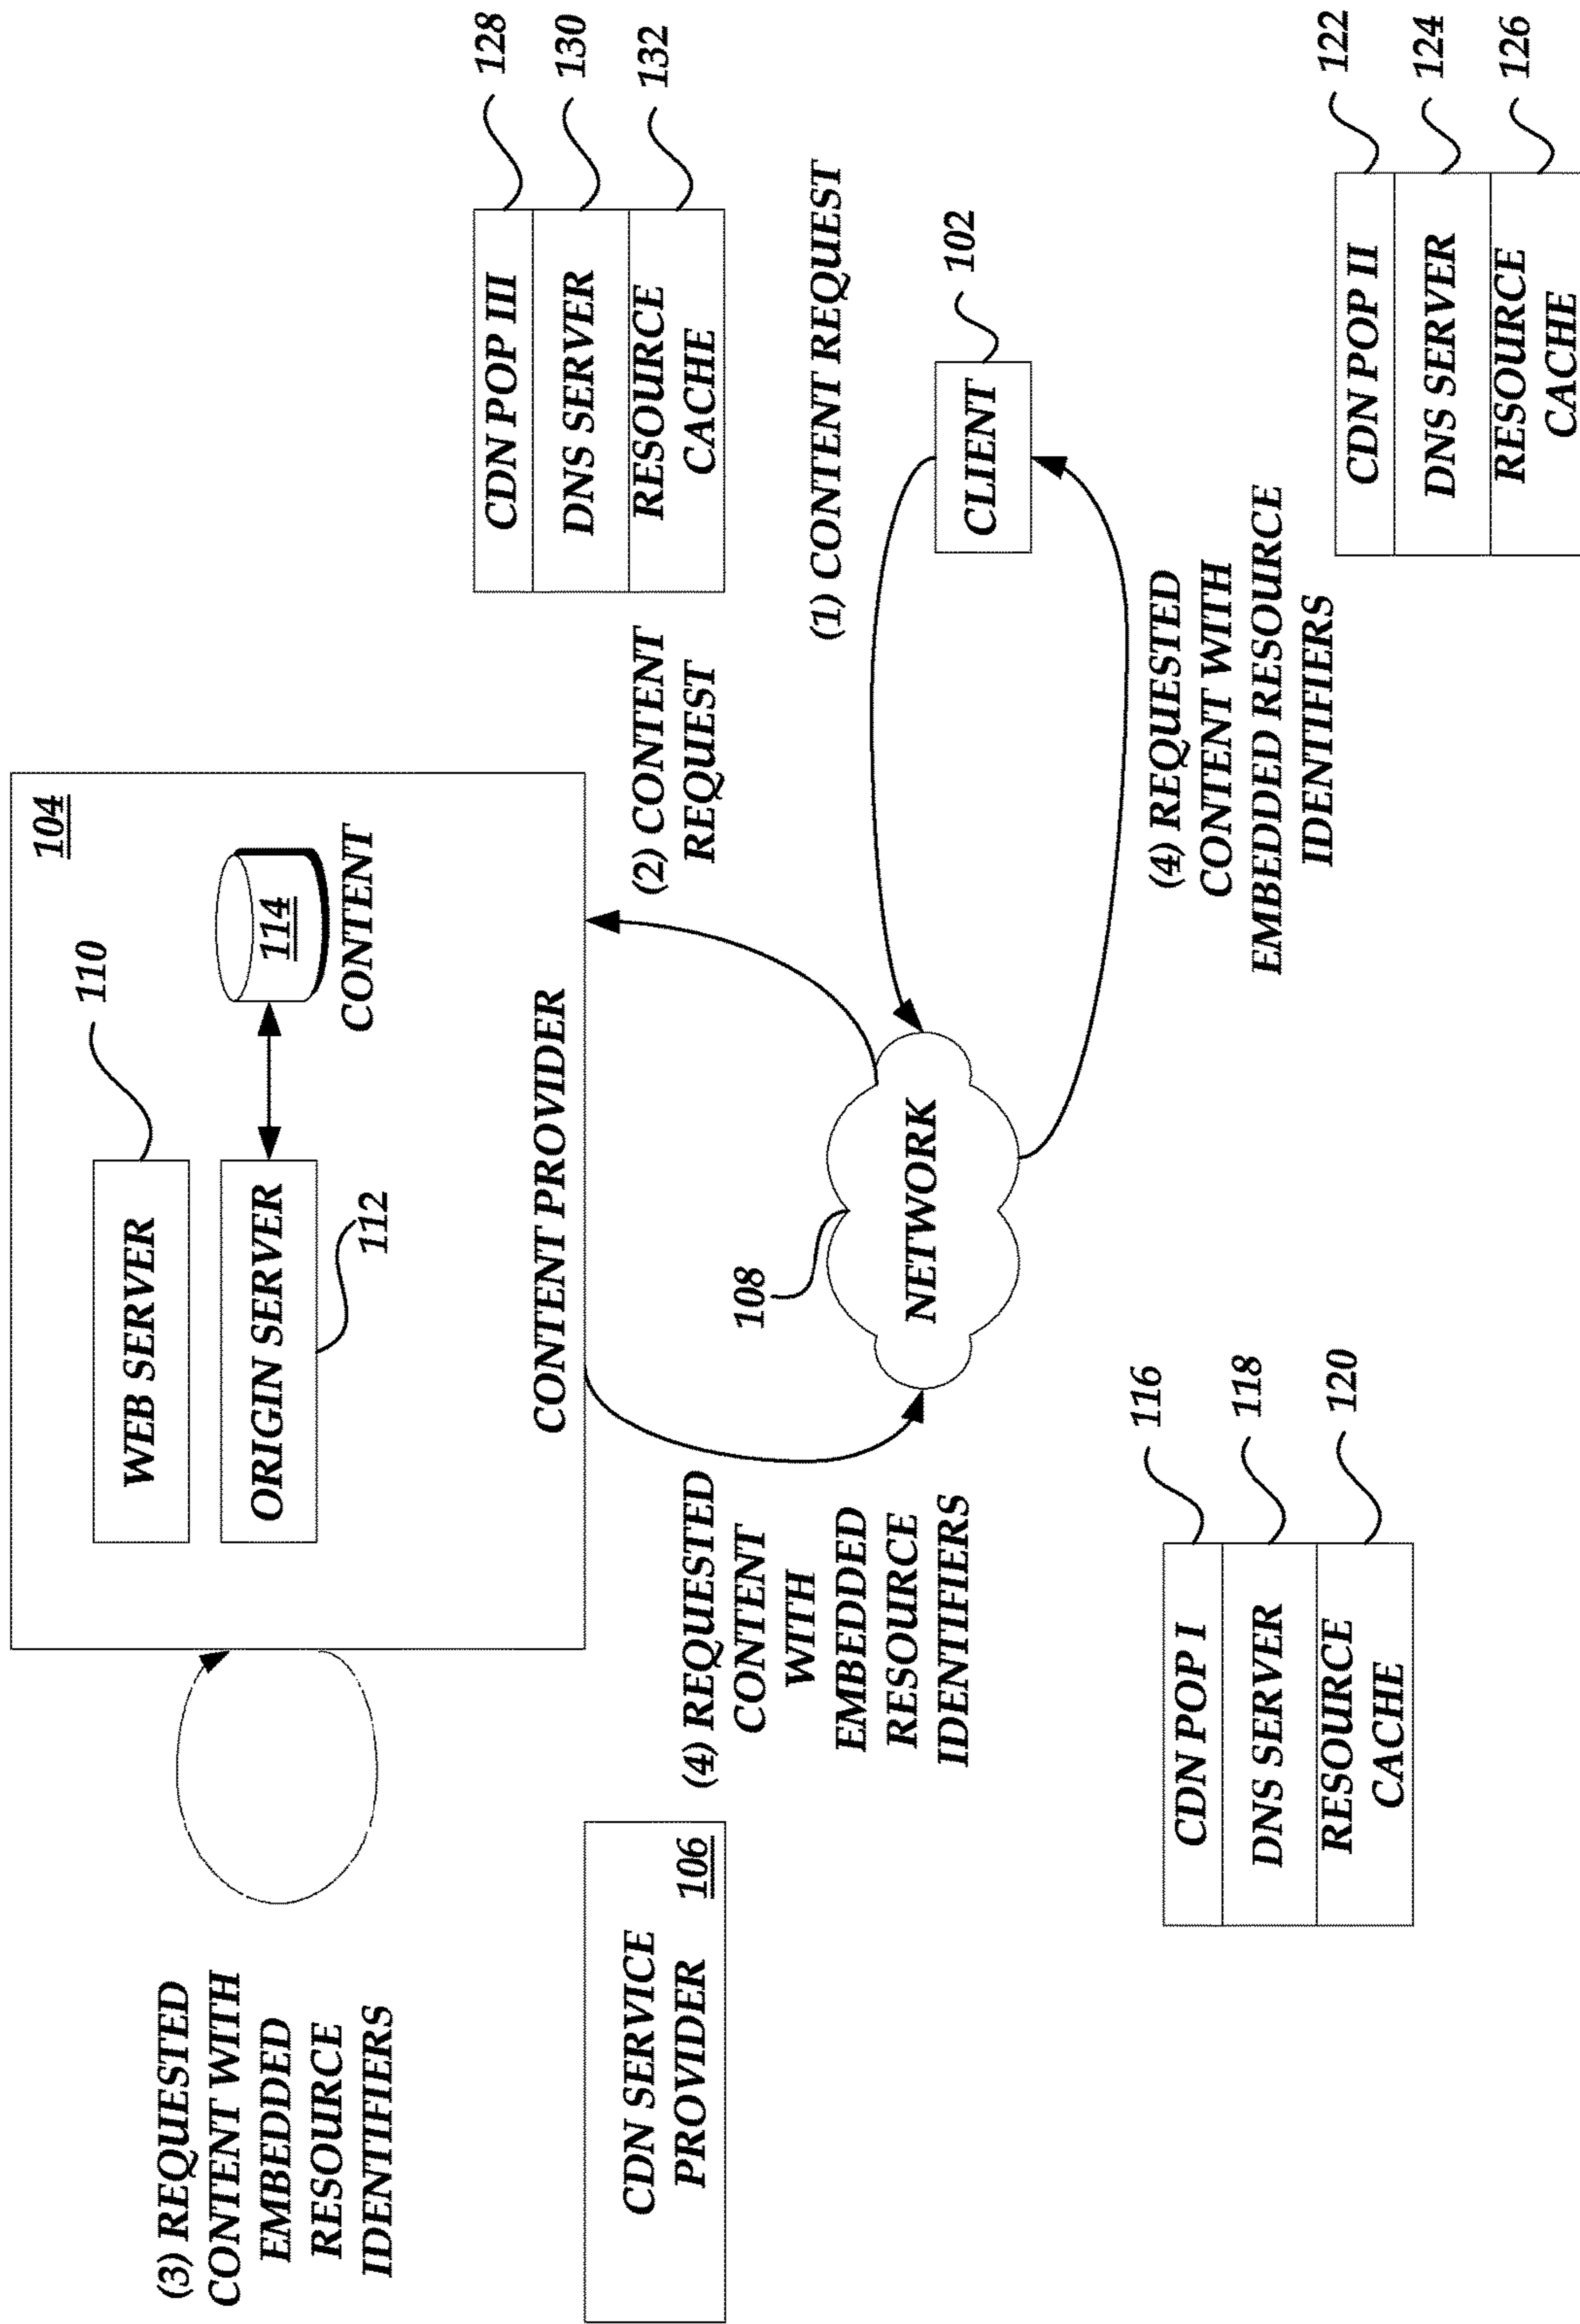 (3) REQUESTED
CONTENT WITH
EMBEDDED
RESOURCE
IDENTIFIERS
104
WEB SERVER
110
ORIGIN SERVER
112
114
CONTENT
CONTENT PROVIDER
CDN SERVICE
PROVIDER
106
(4) REQUESTED
CONTENT
WITH
EMBEDDED
RESOURCE
IDENTIFIERS
(2) CONTENT
REQUEST
108
NETWORK
CDN POP III
128
DNS SERVER
130
RESOURCE
CACHE
132
(1) CONTENT REQUEST
CLIENT
102
(4) REQUESTED
CONTENT WITH
EMBEDDED RESOURCE
IDENTIFIERS
CDN POP I
116
DNS SERVER
118
RESOURCE
CACHE
120
CDN POP II
122
DNS SERVER
124
RESOURCE
CACHE
126